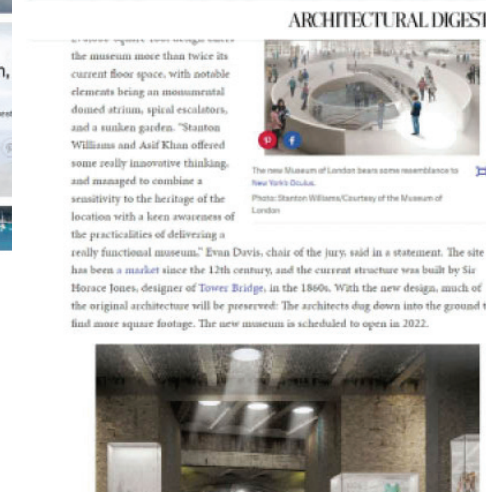 ARCHITECTURAL DIGEST
the museum more than twice its
current floor space, with notable
elements being an monumental
domed atrium, spiral escalators,
and a sunken garden. "Stanton
Williams and Asif Khan offered
some really innovative thinking,
and managed to combine a
sensitivity to the heritage of the
location with a keen awareness of
the practicalities of delivering a
The new Museum of London bears some resemblance to
New York's Oculus.
Photo: Stanton Williams/Courtesy of the Museum of
London
really functional museum," Evan Davis, chair of the jury, said in a statement. The site
has been a market since the 12th century, and the current structure was built by Sir
Horace Jones, designer of Tower Bridge, in the 1860s. With the new design, much of
the original architecture will be preserved: The architects dug down into the ground t
find more square footage. The new museum is scheduled to open in 2022.